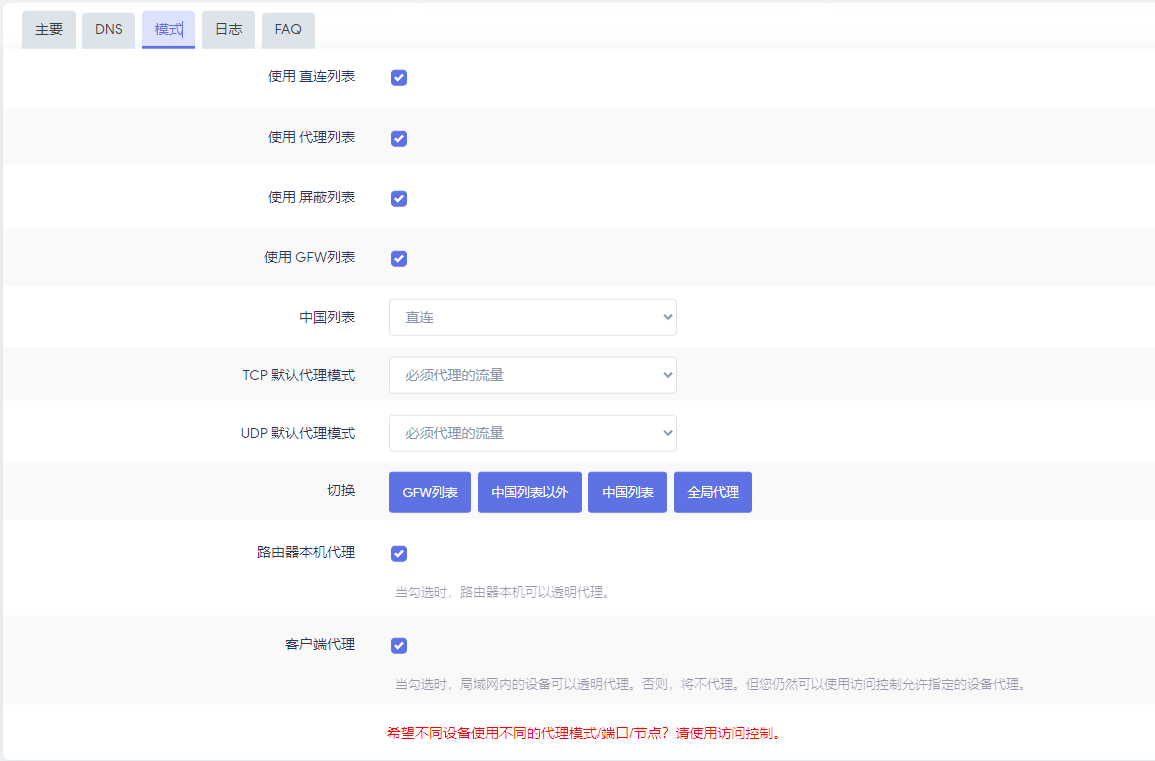 主要 DNS 模式 日志 FAQ
使用 直连列表
使用 代理列表
使用 屏蔽列表
使用 GFW列表
中国列表 直连
TCP 默认代理模式 必须代理的流量
UDP 默认代理模式 必须代理的流量
切换 GFW列表 中国列表以外 中国列表 全局代理
路由器本机代理
当勾选时，路由器本机可以透明代理。
客户端代理
当勾选时，局域网内的设备可以透明代理。否则，将不代理。但您仍然可以使用访问控制允许指定的设备代理。
希望不同设备使用不同的代理模式/端口/节点？请使用访问控制。